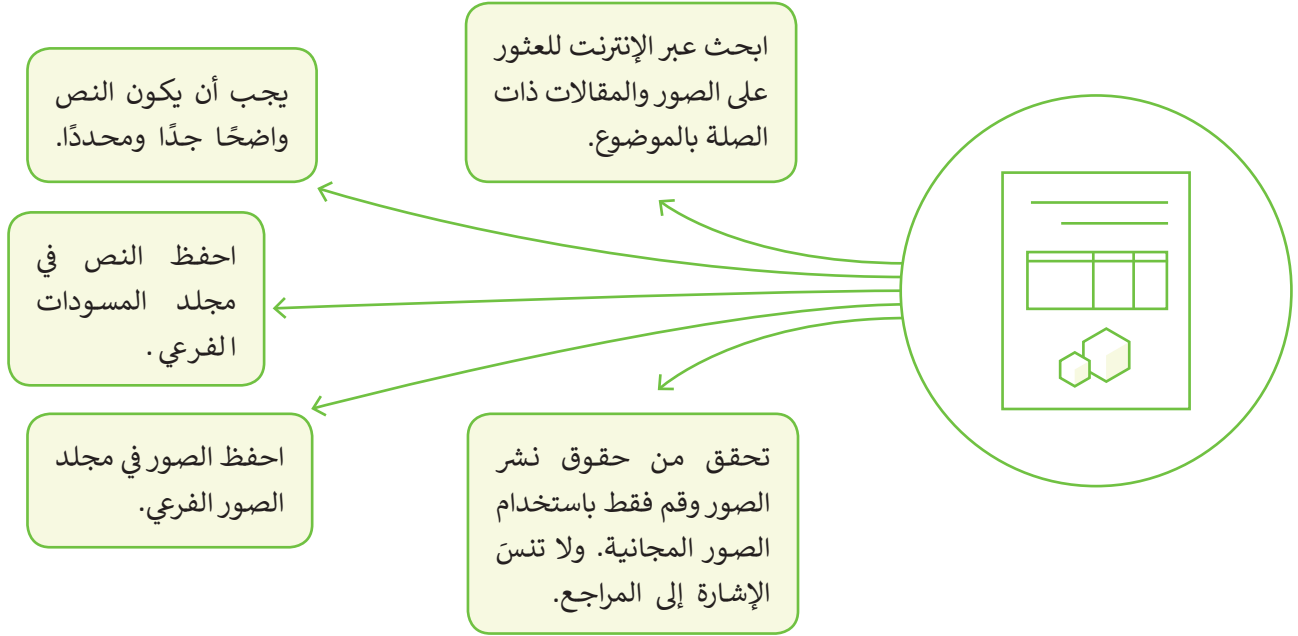 ابحث عبر الإنترنت للعثور
على الصور والمقالات ذات
الصلة بالموضوع.
يجب أن يكون النص
واضحًا جدًا ومحددًا.
احفظ النص في
مجلد المسودات
الفرعي.
احفظ الصور في مجلد
الصور الفرعي.
تحقق من حقوق نشر
الصور وقم فقط باستخدام
الصور المجانية. ولا تنسَ
الإشارة إلى المراجع.